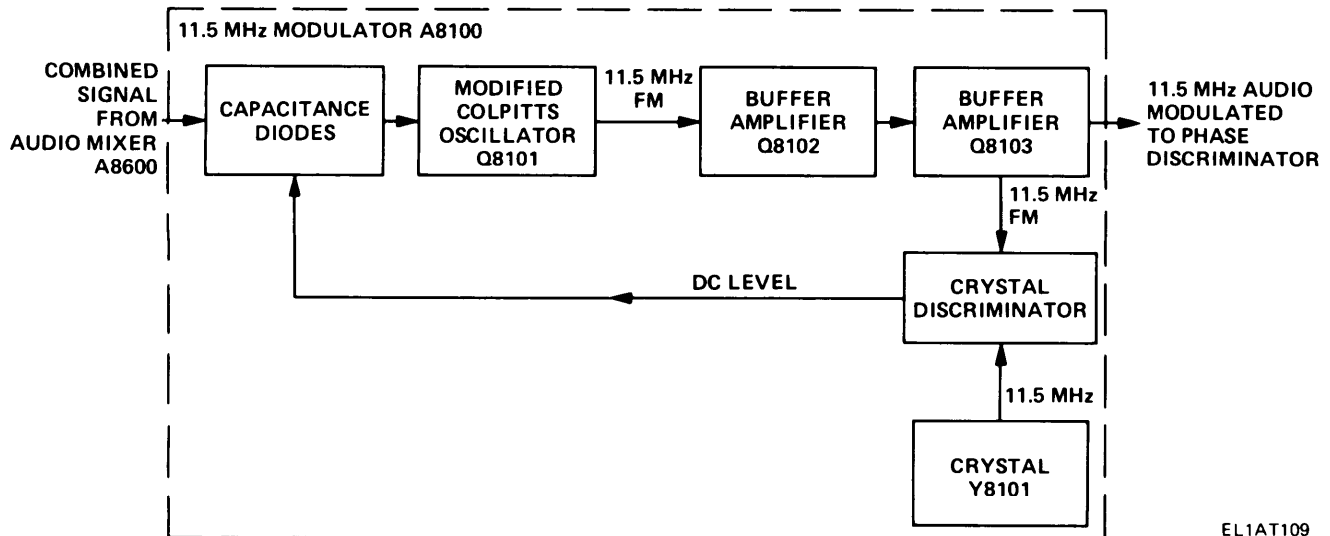 11.5 MHz MODULATOR A8100
COMBINED
SIGNAL
FROM
AUDIO MIXER
A8600
CAPACITANCE
DIODES
MODIFIED
COLPITTS
OSCILLATOR
Q8101
11.5 MHz
FM
BUFFER
AMPLIFIER
Q8102
BUFFER
AMPLIFIER
Q8103
11.5 MHz AUDIO
MODULATED
TO PHASE
DISCRIMINATOR
11.5 MHz
FM
DC LEVEL
CRYSTAL
DISCRIMINATOR
11.5 MHz
CRYSTAL
Y8101
EL1AT109